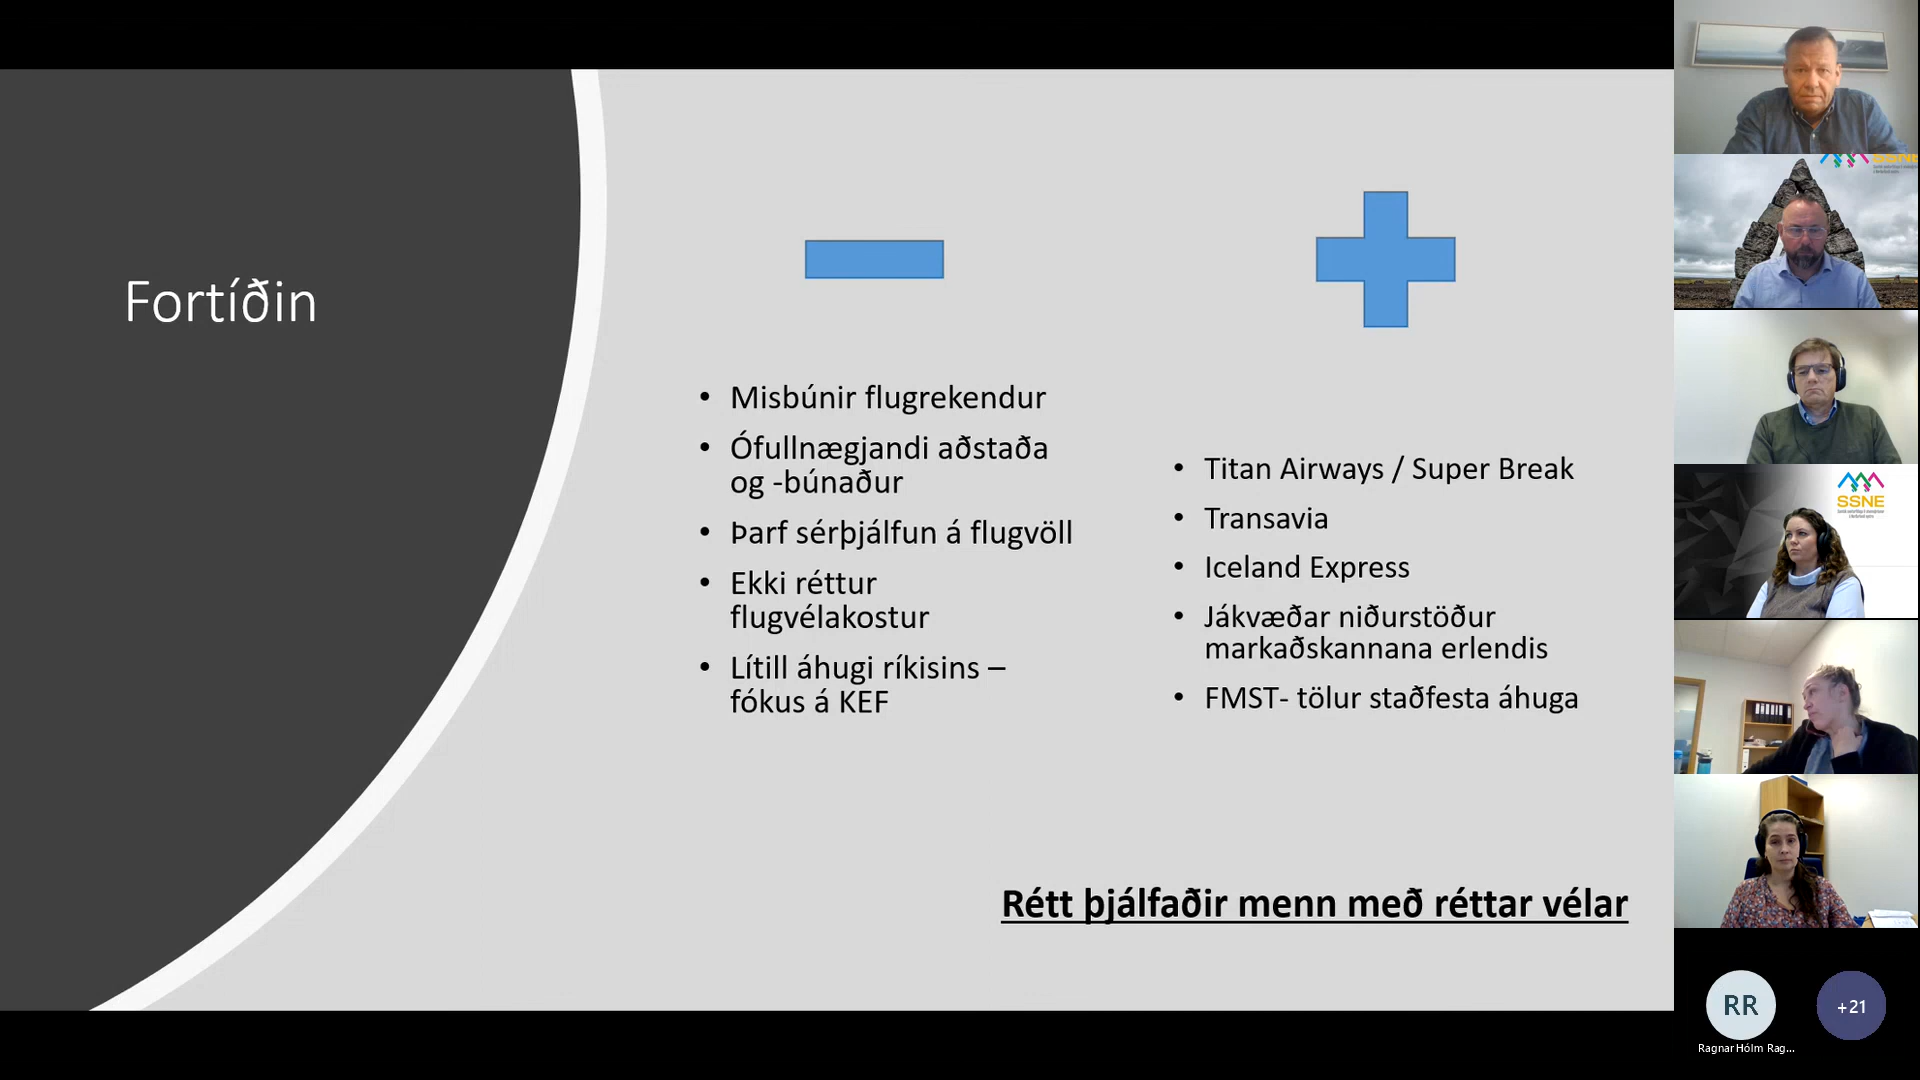 Fortíðin
• Misbúnir flugrekendur
• Ófullnægjandi aðstaða
og -búnaður
• Þarf sérþjálfun á flugvöll
• Ekki réttur
flugvélakostur
• Lítill áhugi ríkisins –
fókus á KEF
• Titan Airways / Super Break
• Transavia
• Iceland Express
• Jákvæðar niðurstöður
markaðskannana erlendis
• FMST- tölur staðfesta áhuga
Rétt þjálfaðir menn með réttar vélar
SSNE
SSNE
RR
Ragnar Hólm Rag...
+21